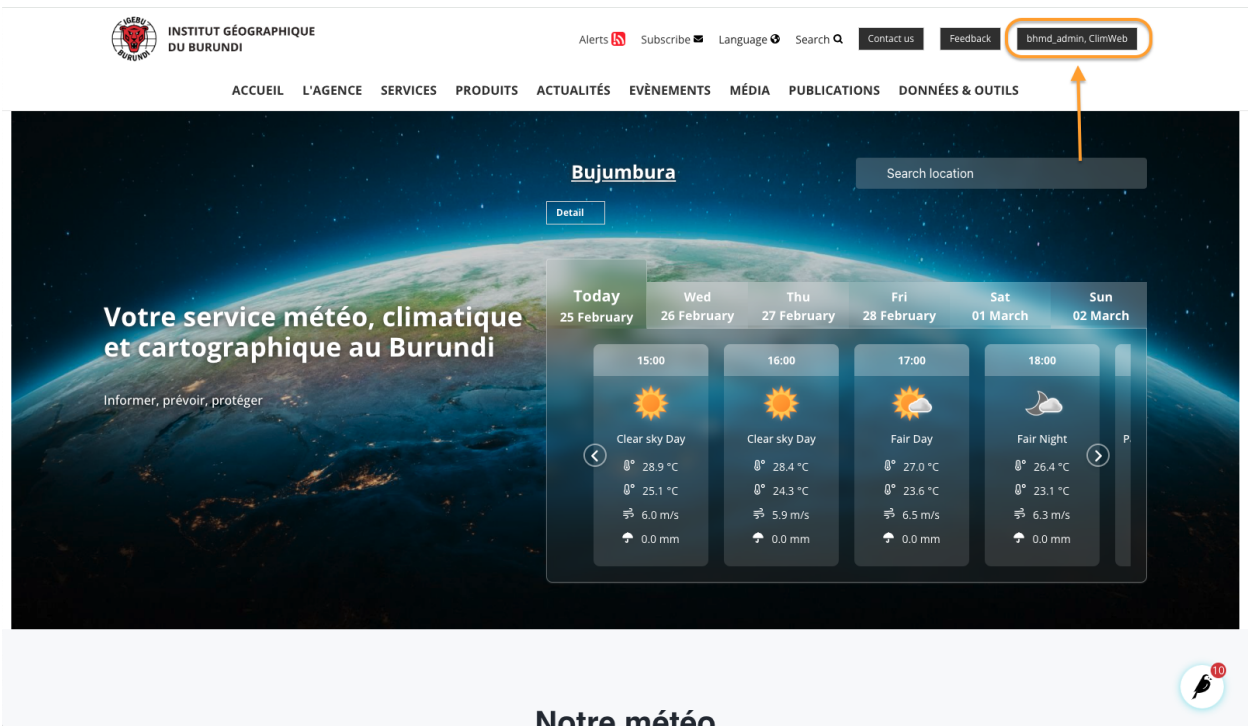 IGEBU
BURUNDI
INSTITUT GÉOGRAPHIQUE
DU BURUNDI
Alerts Subscribe Language Search Contact us Feedback bhmd_admin, ClimWeb
ACCUEIL L'AGENCE SERVICES PRODUITS ACTUALITÉS EVÈNEMENTS MÉDIA PUBLICATIONS DONNÉES & OUTILS
Bujumbura
Search location
Detail
Votre service météo, climatique
et cartographique au Burundi
Informer, prévoir, protéger
Today Wed Thu Fri Sat Sun
25 February 26 February 27 February 28 February 01 March 02 March
15:00 16:00 17:00 18:00
Clear sky Day Clear sky Day Fair Day Fair Night P
28.9 °C 28.4 °C 27.0 °C 26.4 °C
25.1 °C 24.3 °C 23.6 °C 23.1 °C
6.0 m/s 5.9 m/s 6.5 m/s 6.3 m/s
0.0 mm 0.0 mm 0.0 mm 0.0 mm
10
Notre météo